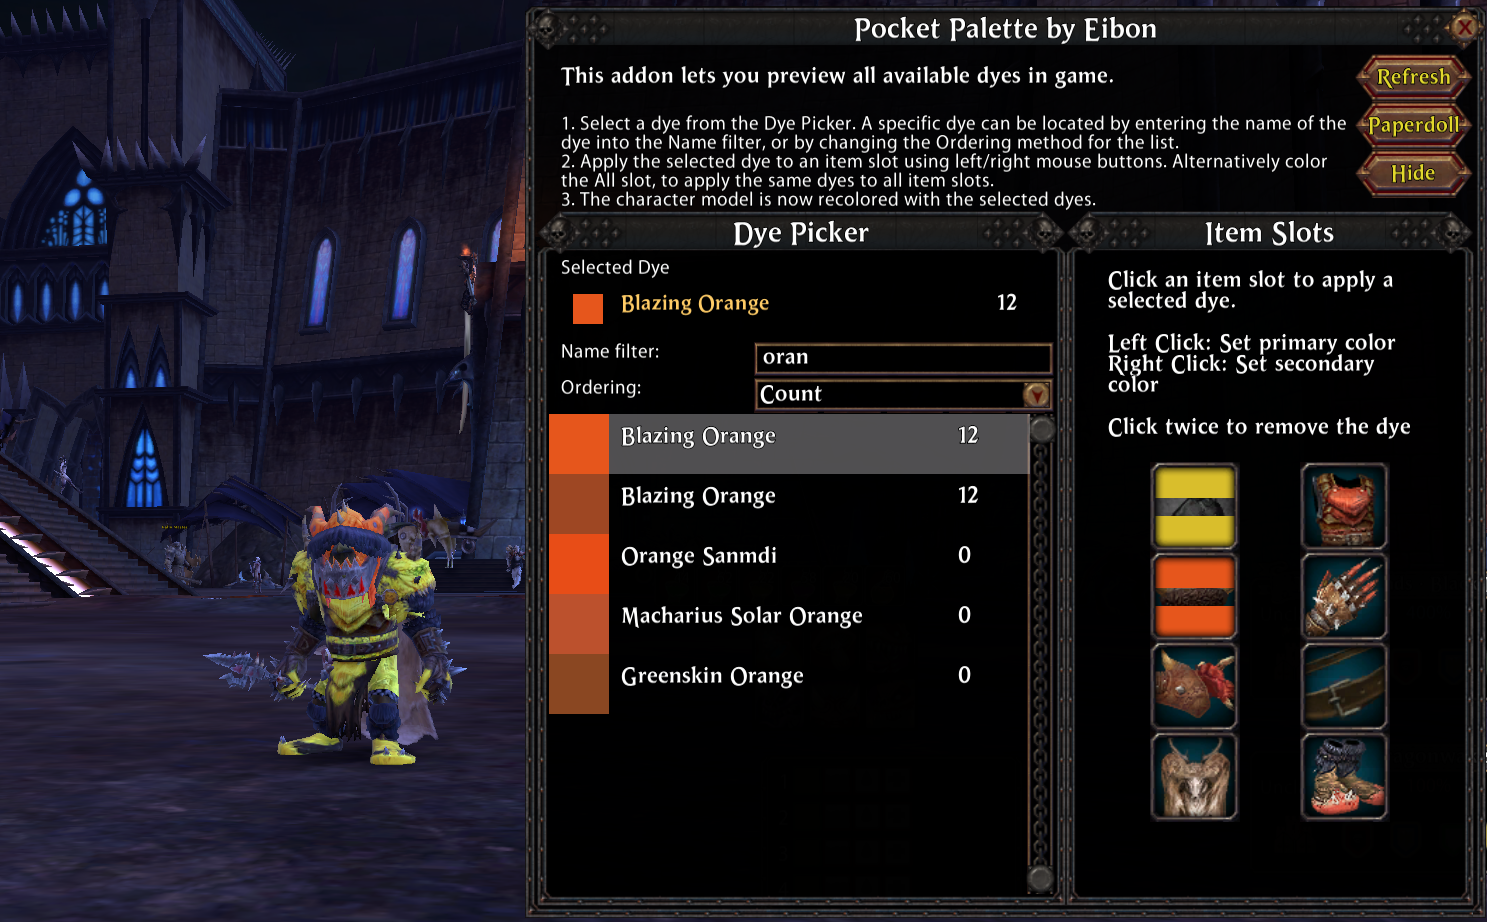 Pocket Palette by Eibon
This addon lets you preview all available dyes in game.
Refresh
Paperdoll
Hide
1. Select a dye from the Dye Picker. A specific dye can be located by entering the name of the
dye into the Name filter, or by changing the Ordering method for the list.
2. Apply the selected dye to an item slot using left/right mouse buttons. Alternatively color
the All slot, to apply the same dyes to all item slots.
3. The character model is now recolored with the selected dyes.
Dye Picker
Selected Dye
Blazing Orange 12
Name filter: oran
Ordering: Count
Blazing Orange 12
Blazing Orange 12
Orange Sanmdi 0
Macharius Solar Orange 0
Greenskin Orange 0
Item Slots
Click an item slot to apply a
selected dye.
Left Click: Set primary color
Right Click: Set secondary
color
Click twice to remove the dye